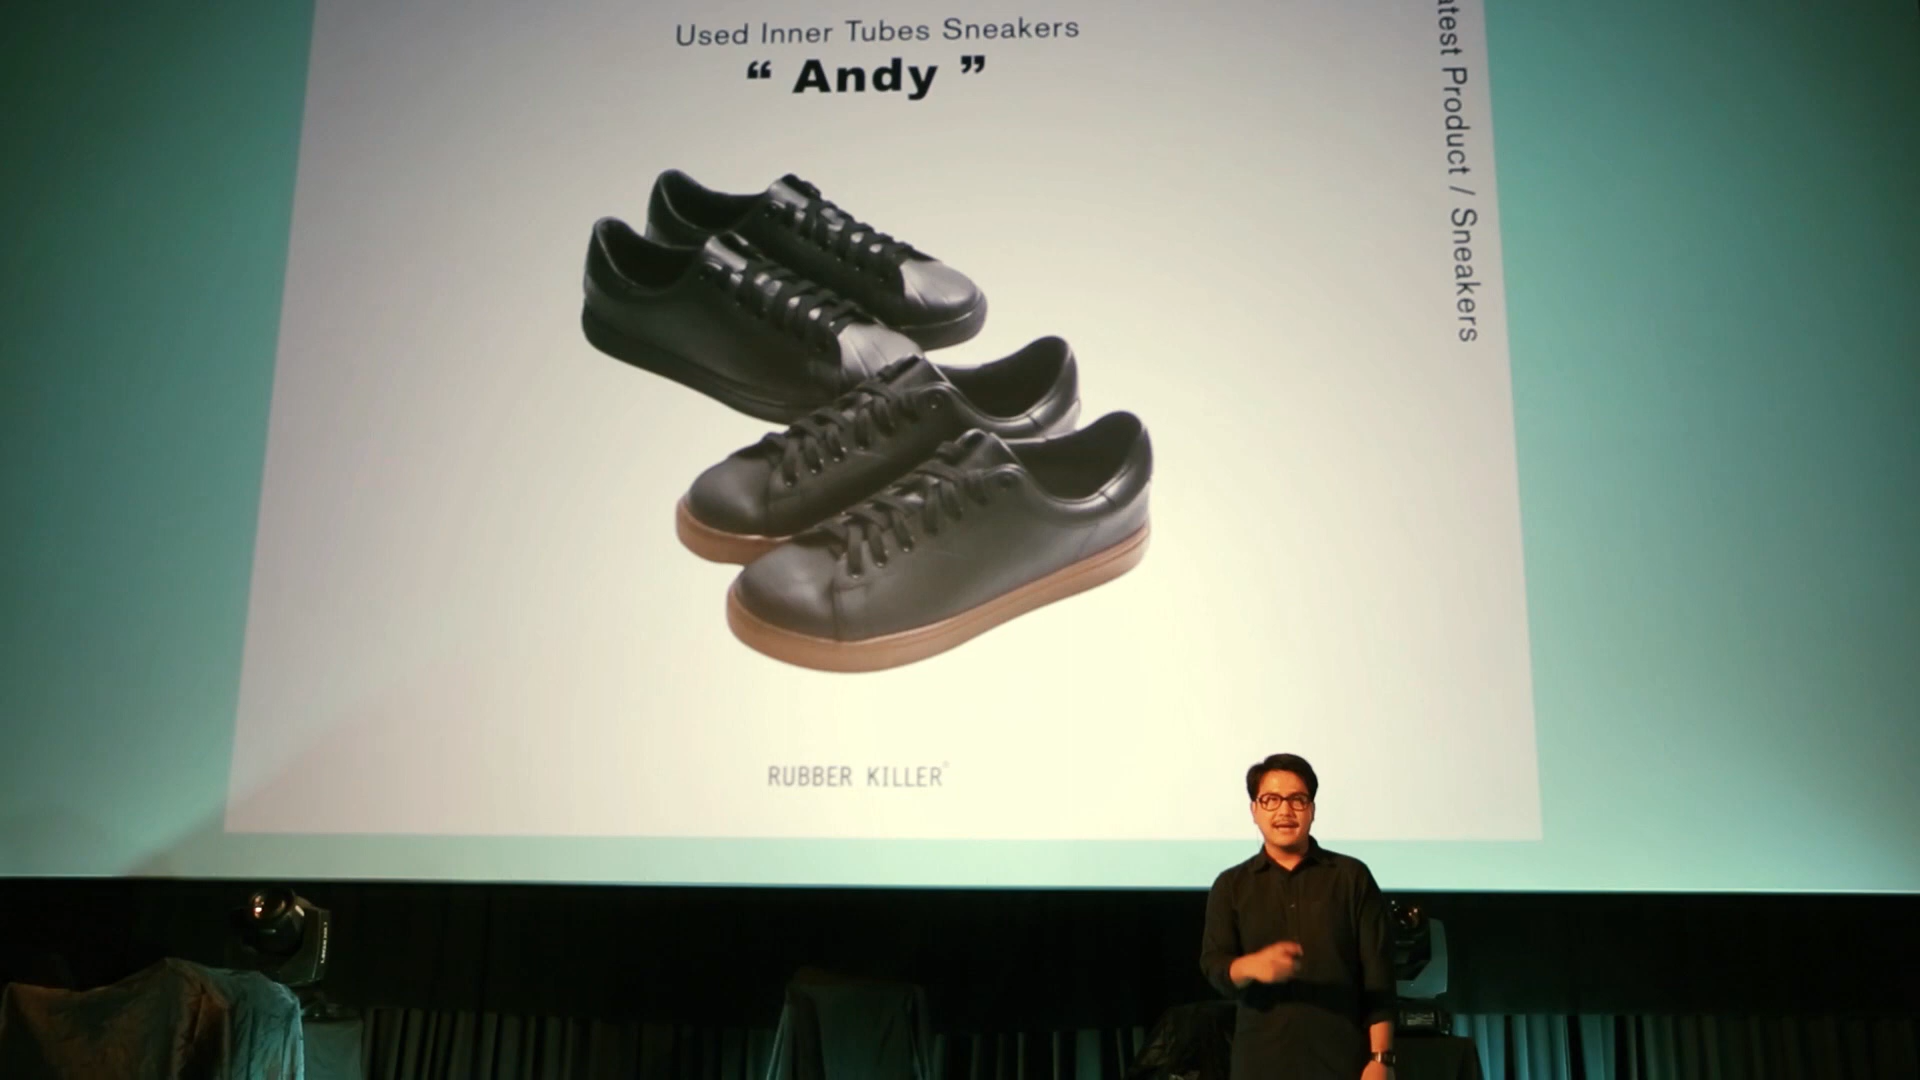 Used Inner Tubes Sneakers
“ Andy ”
atest Product / Sneakers
RUBBER KILLER®